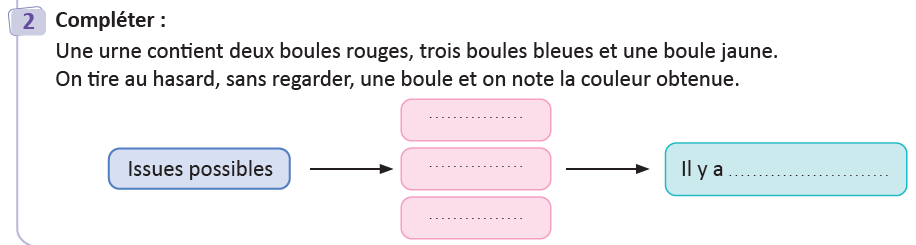 2 Compléter :
Une urne contient deux boules rouges, trois boules bleues et une boule jaune.
On tire au hasard, sans regarder, une boule et on note la couleur obtenue.
................
Issues possibles ................ Il y a ...........................
................